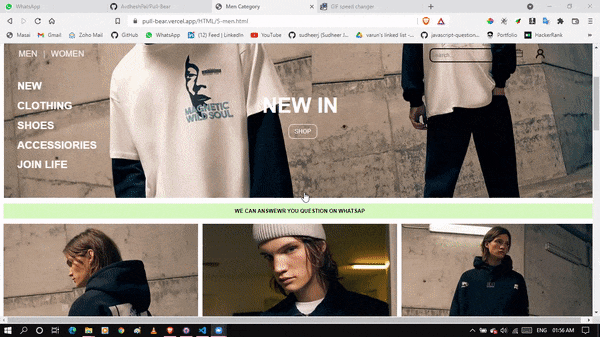 WhatsApp
AvdheshPal/Pull-Bear
Men Category
GIF speed changer
pull-bear.vercel.app/HTML/5-men.html
Masai
Gmail
Zoho Mail
GitHub
WhatsApp
(12) Feed | LinkedIn
YouTube
sudheerj (Sudheer J...
varun's linked list -...
javascript-question...
Portfolio
HackerRank
MEN | WOMEN
Search
NEW
CLOTHING
SHOES
ACCESSIORIES
JOIN LIFE
MAGNETIC
WILD SOUL
NEW IN
SHOP
WE CAN ANSWEWR YOU QUESTION ON WHATSAP
ENG
01:56 AM